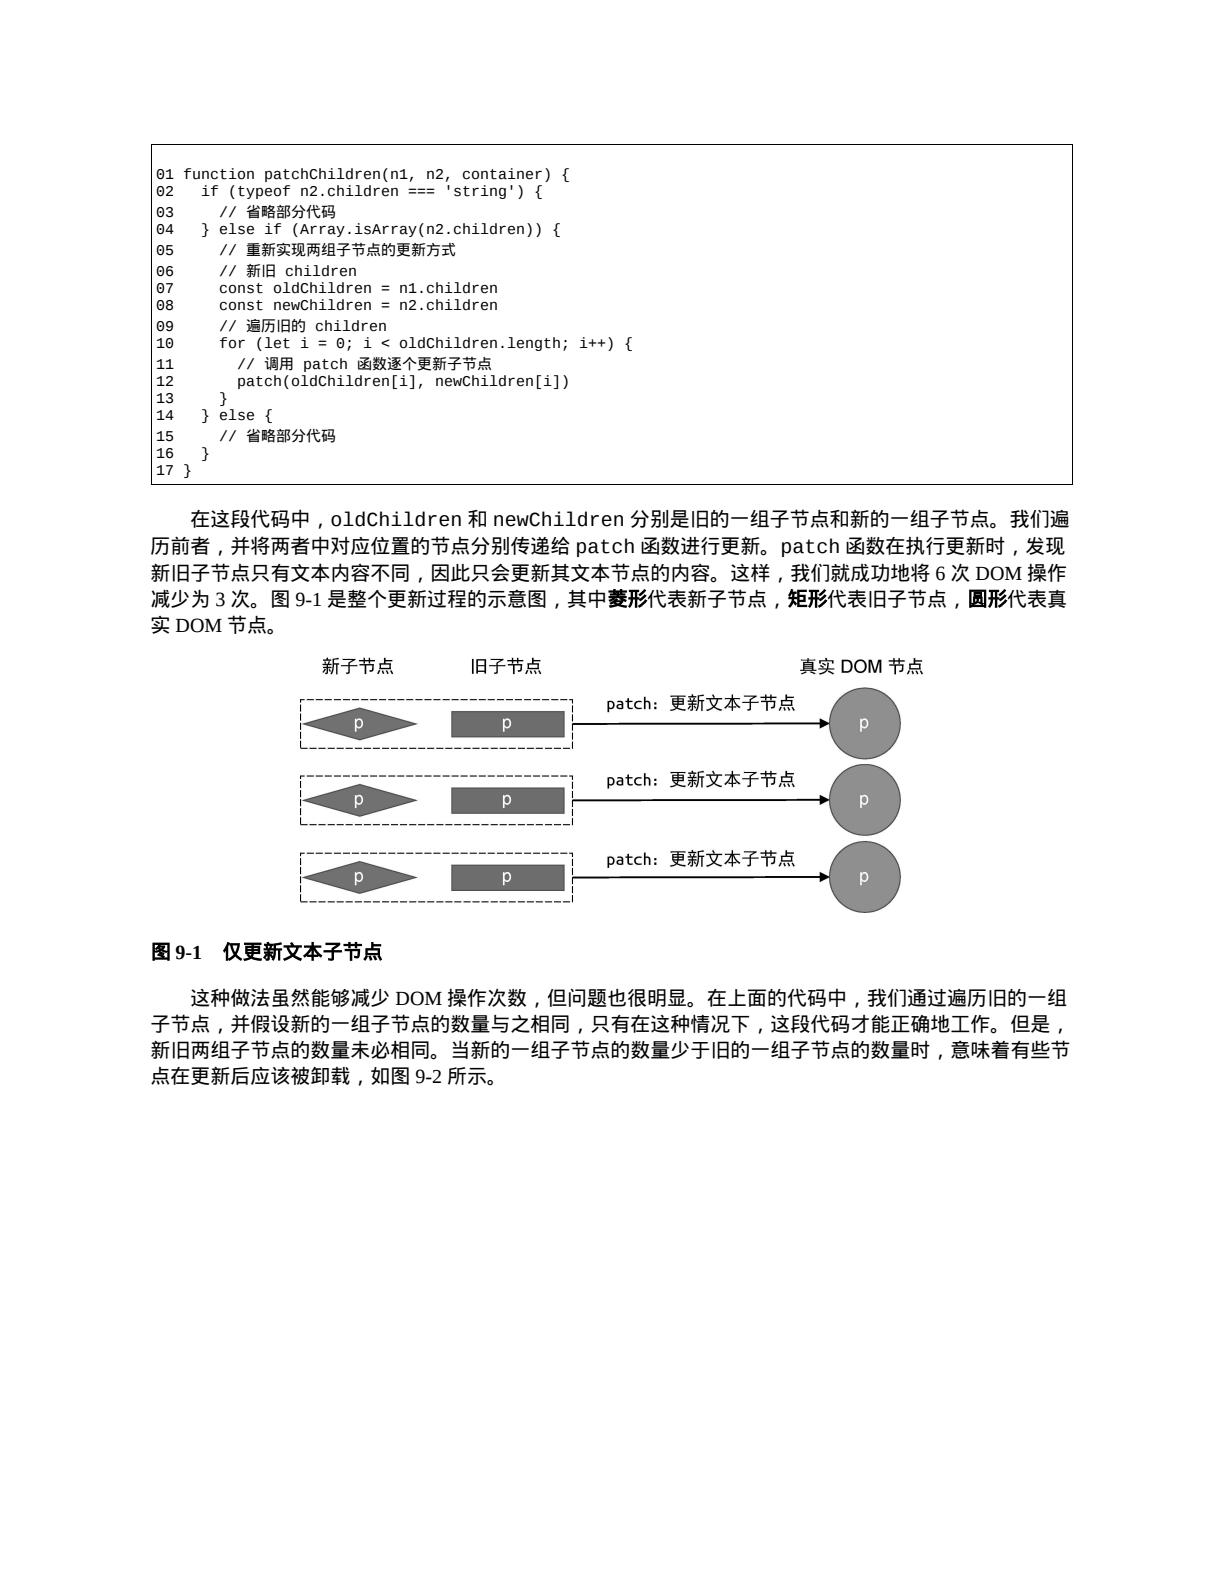 01 function patchChildren(n1, n2, container) {
02   if (typeof n2.children === 'string') {
03     // 省略部分代码
04   } else if (Array.isArray(n2.children)) {
05     // 重新实现两组子节点的更新方式
06     // 新旧 children
07     const oldChildren = n1.children
08     const newChildren = n2.children
09     // 遍历旧的 children
10     for (let i = 0; i < oldChildren.length; i++) {
11       // 调用 patch 函数逐个更新子节点
12       patch(oldChildren[i], newChildren[i])
13     }
14   } else {
15     // 省略部分代码
16   }
17 }
在这段代码中，oldChildren 和 newChildren 分别是旧的一组子节点和新的一组子节点。我们遍
历前者，并将两者中对应位置的节点分别传递给 patch 函数进行更新。patch 函数在执行更新时，发现
新旧子节点只有文本内容不同，因此只会更新其文本节点的内容。这样，我们就成功地将 6 次 DOM 操作
减少为 3 次。图 9-1 是整个更新过程的示意图，其中菱形代表新子节点，矩形代表旧子节点，圆形代表真
实 DOM 节点。
新子节点 旧子节点 真实 DOM 节点
p p patch：更新文本子节点 p
p p patch：更新文本子节点 p
p p patch：更新文本子节点 p
图 9-1　仅更新文本子节点
这种做法虽然能够减少 DOM 操作次数，但问题也很明显。在上面的代码中，我们通过遍历旧的一组
子节点，并假设新的一组子节点的数量与之相同，只有在这种情况下，这段代码才能正确地工作。但是，
新旧两组子节点的数量未必相同。当新的一组子节点的数量少于旧的一组子节点的数量时，意味着有些节
点在更新后应该被卸载，如图 9-2 所示。